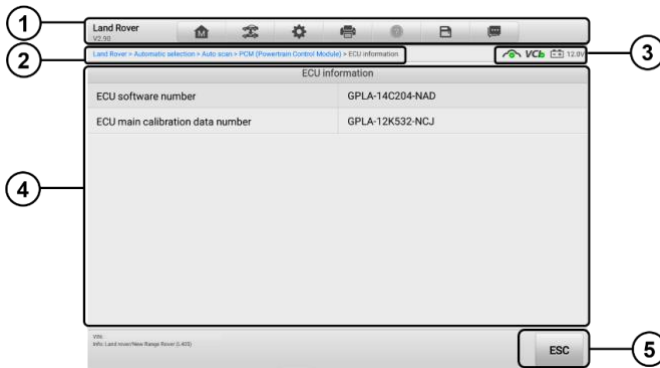 1
Land Rover
V2.90
2
Land Rover > Automatic selection > Auto scan > PCM (Powertrain Control Module) > ECU information
VCb 12.8V
3
ECU information
ECU software number GPLA-14C204-NAD
ECU main calibration data number GPLA-12K532-NCJ
4
VIN:
Info: Land rover/New Range Rover (L405)
ESC
5